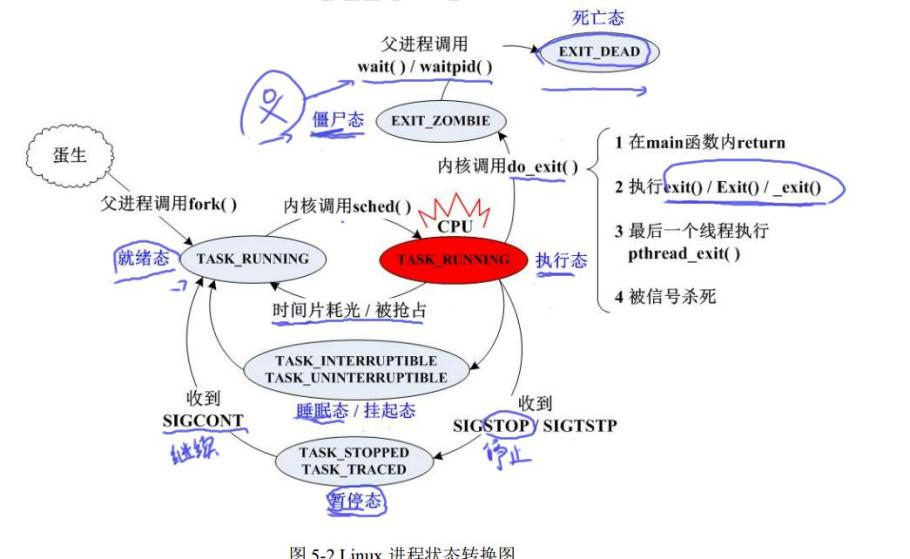 死亡态
父进程调用
wait( ) / waitpid( )
EXIT_DEAD
父
僵尸态
EXIT_ZOMBIE
蛋生
内核调用do_exit( )
1 在main函数内return
2 执行exit() / Exit() / _exit()
3 最后一个线程执行
pthread_exit( )
4 被信号杀死
父进程调用fork( )
内核调用sched( )
CPU
就绪态
TASK_RUNNING
TASK_RUNNING
执行态
时间片耗光 / 被抢占
TASK_INTERRUPTIBLE
TASK_UNINTERRUPTIBLE
睡眠态 / 挂起态
收到
SIGCONT
继续
收到
SIGSTOP / SIGTSTP
停止
TASK_STOPPED
TASK_TRACED
暂停态
图 5-2 Linux 进程状态转换图